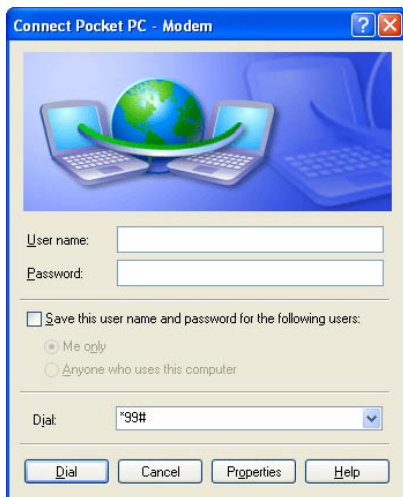 Connect Pocket PC - Modem
User name:
Password:
Save this user name and password for the following users:
Me only
Anyone who uses this computer
Dial: *99#
Dial Cancel Properties Help